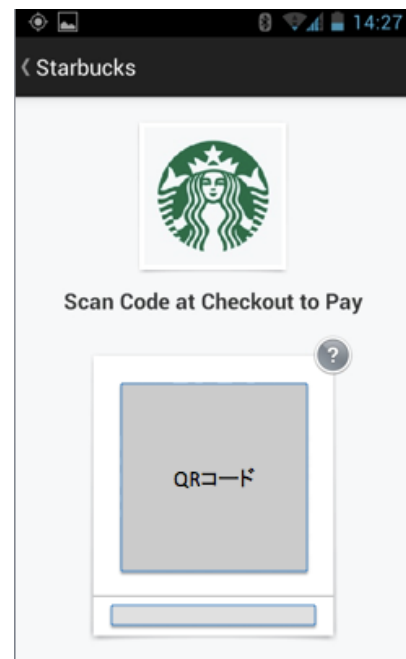 14:27
Starbucks
Scan Code at Checkout to Pay
?
QRコード